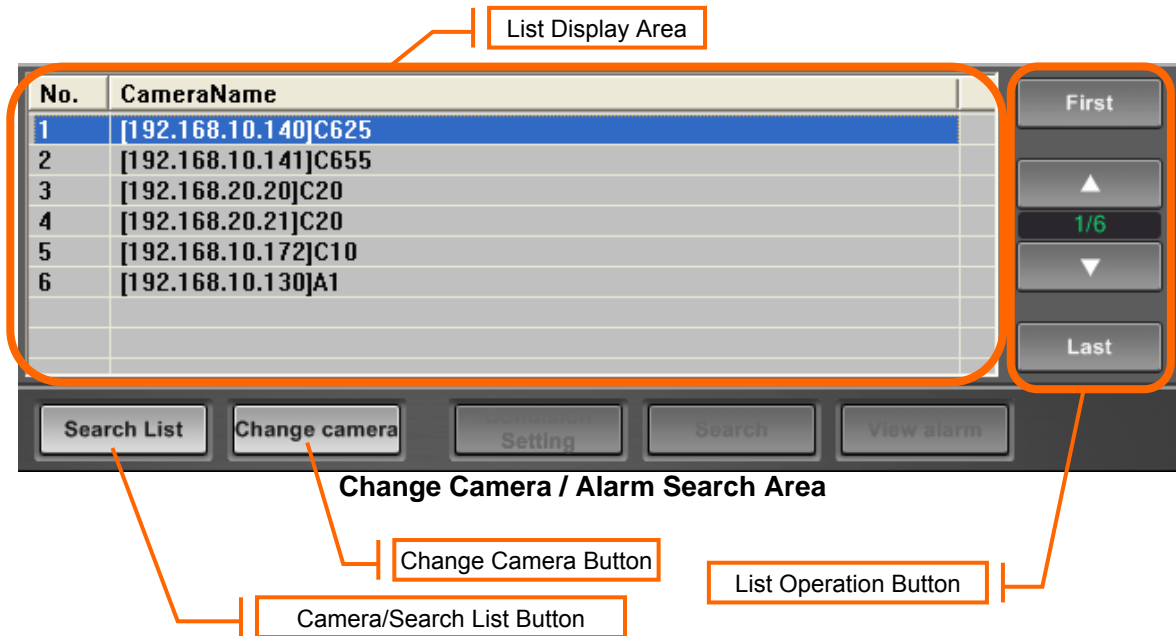 List Display Area
No. CameraName
1 [192.168.10.140]C625
2 [192.168.10.141]C655
3 [192.168.20.20]C20
4 [192.168.20.21]C20
5 [192.168.10.172]C10
6 [192.168.10.130]A1
First
1/6
Last
Search List
Change camera
Condition
Setting
Search
View alarm
Change Camera / Alarm Search Area
Change Camera Button
List Operation Button
Camera/Search List Button